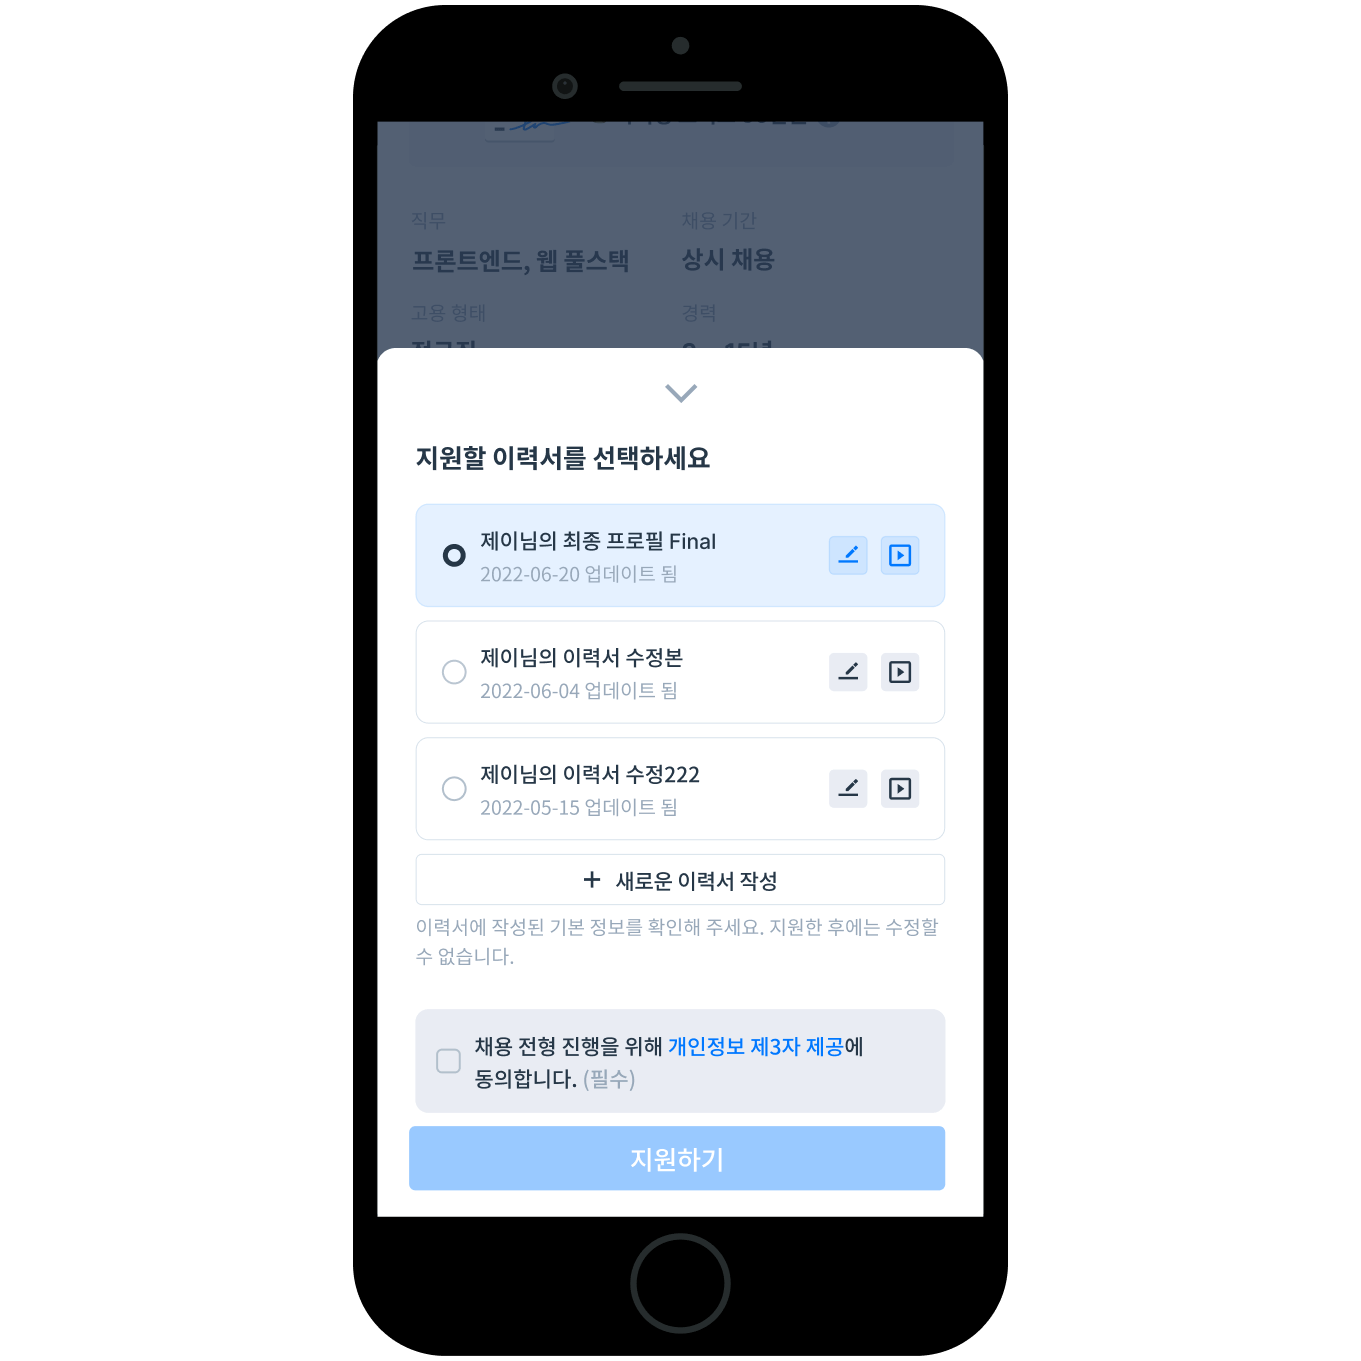 직무
채용 기간
프론트엔드, 웹 풀스택
상시 채용
고용 형태
경력
지원할 이력서를 선택하세요
제이님의 최종 프로필 Final
2022-06-20 업데이트 됨
제이님의 이력서 수정본
2022-06-04 업데이트 됨
제이님의 이력서 수정222
2022-05-15 업데이트 됨
+ 새로운 이력서 작성
이력서에 작성된 기본 정보를 확인해 주세요. 지원한 후에는 수정할
수 없습니다.
채용 전형 진행을 위해 개인정보 제3자 제공에
동의합니다. (필수)
지원하기